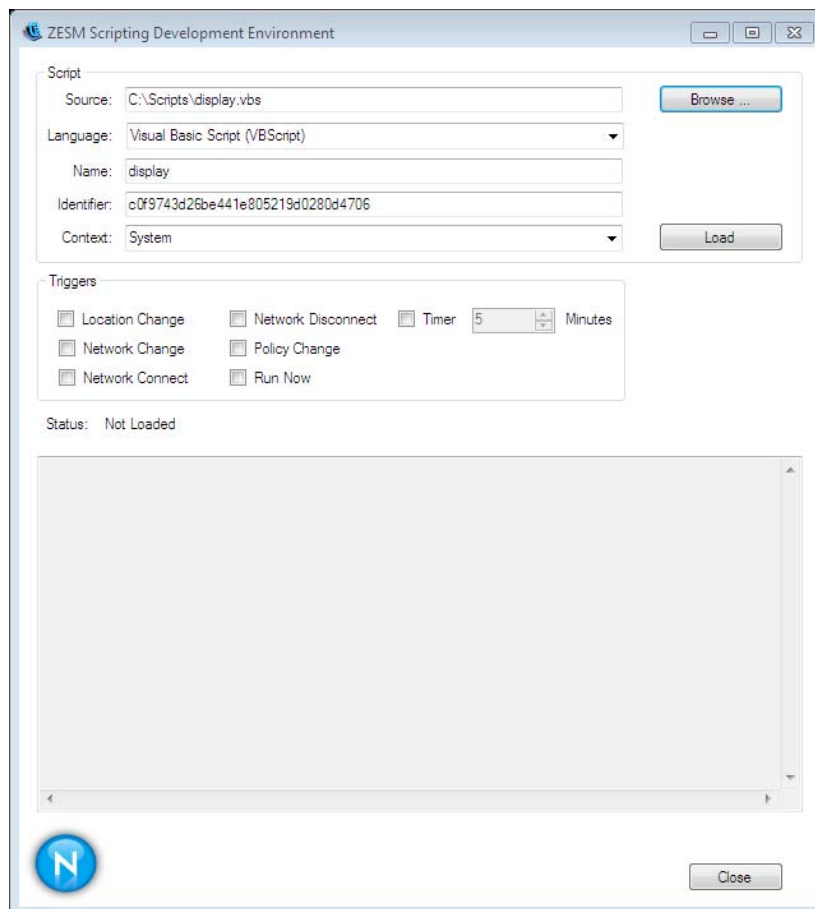 ZESM Scripting Development Environment
Script
Source: C:\Scripts\display.vbs Browse ...
Language: Visual Basic Script (VBScript)
Name: display
Identifier: c0f9743d26be441e805219d0280d4706
Context: System Load
Triggers
Location Change Network Disconnect Timer 5 Minutes
Network Change Policy Change
Network Connect Run Now
Status: Not Loaded
N
Close